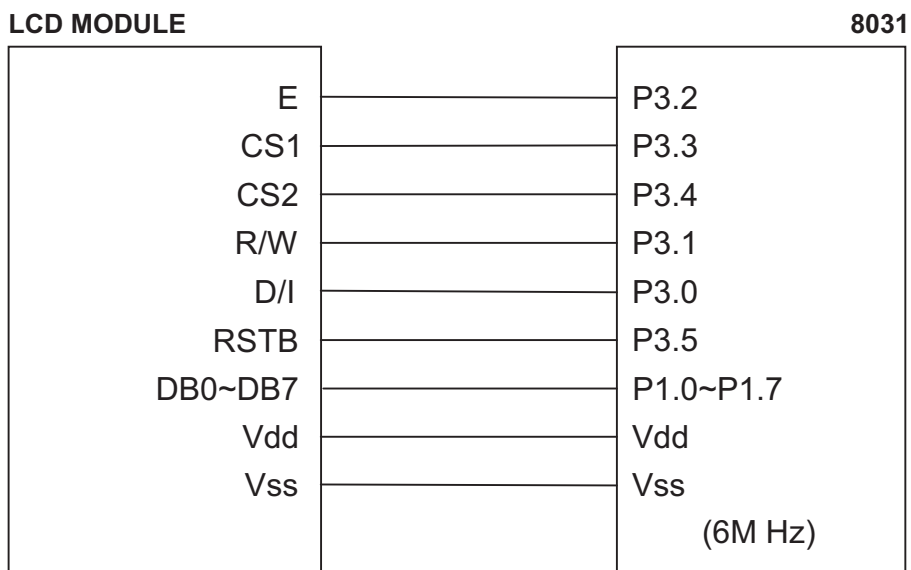 LCD MODULE 8031
E P3.2
CS1 P3.3
CS2 P3.4
R/W P3.1
D/I P3.0
RSTB P3.5
DB0~DB7 P1.0~P1.7
Vdd Vdd
Vss Vss
(6M Hz)